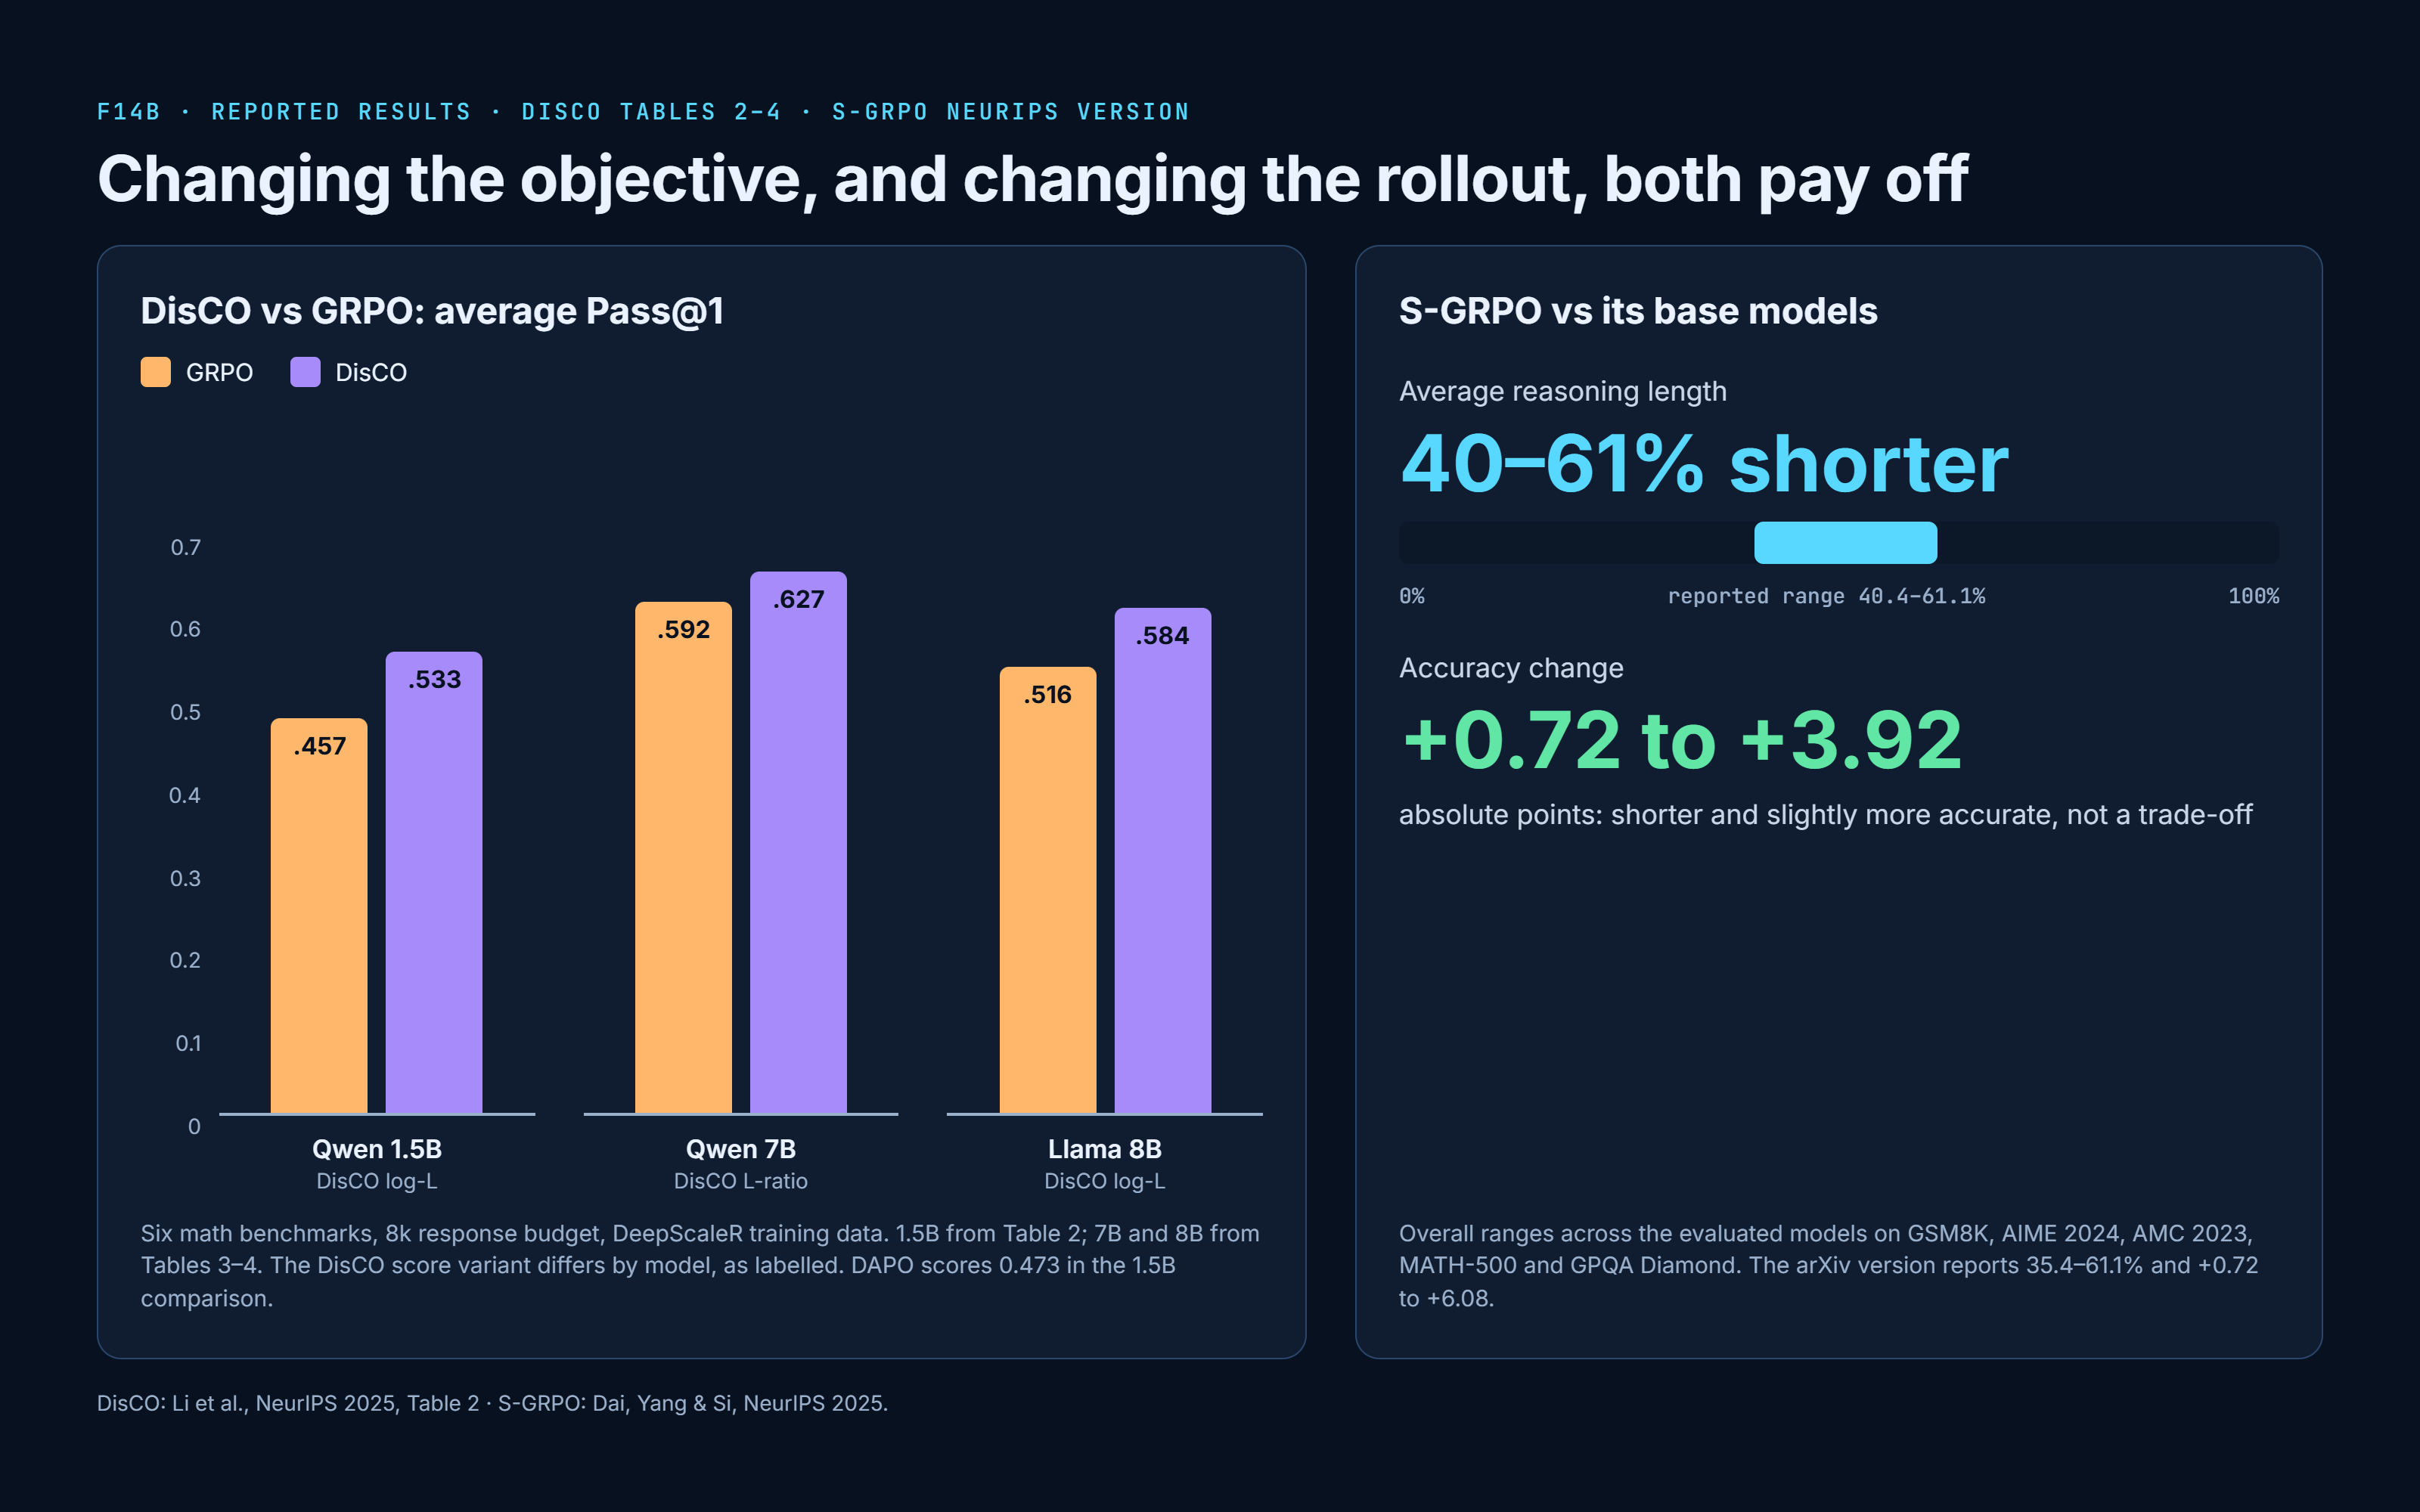 F14B · REPORTED RESULTS · DISCO TABLES 2–4 · S-GRPO NEURIPS VERSION
Changing the objective, and changing the rollout, both pay off
DisCO vs GRPO: average Pass@1
GRPO
DisCO
0.7
0.6
0.5
0.4
0.3
0.2
0.1
0
.457
.533
.592
.627
.516
.584
Qwen 1.5B
DisCO log-L
Qwen 7B
DisCO L-ratio
Llama 8B
DisCO log-L
Six math benchmarks, 8k response budget, DeepScaleR training data. 1.5B from Table 2; 7B and 8B from
Tables 3–4. The DisCO score variant differs by model, as labelled. DAPO scores 0.473 in the 1.5B
comparison.
S-GRPO vs its base models
Average reasoning length
40–61% shorter
0%
reported range 40.4–61.1%
100%
Accuracy change
+0.72 to +3.92
absolute points: shorter and slightly more accurate, not a trade-off
Overall ranges across the evaluated models on GSM8K, AIME 2024, AMC 2023,
MATH-500 and GPQA Diamond. The arXiv version reports 35.4–61.1% and +0.72
to +6.08.
DisCO: Li et al., NeurIPS 2025, Table 2 · S-GRPO: Dai, Yang & Si, NeurIPS 2025.